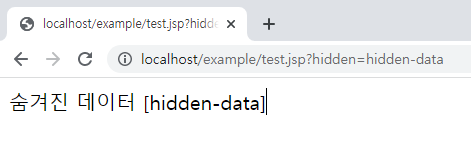 localhost/example/test.jsp?hidd
localhost/example/test.jsp?hidden=hidden-data
숨겨진 데이터 [hidden-data]